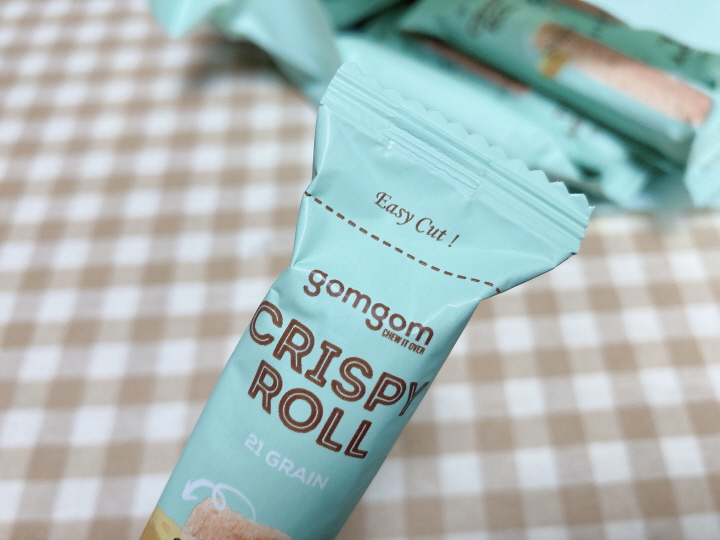 Easy Cut !
gomgom
CHEW IT OVER
CRISPY
ROLL
21 GRAIN